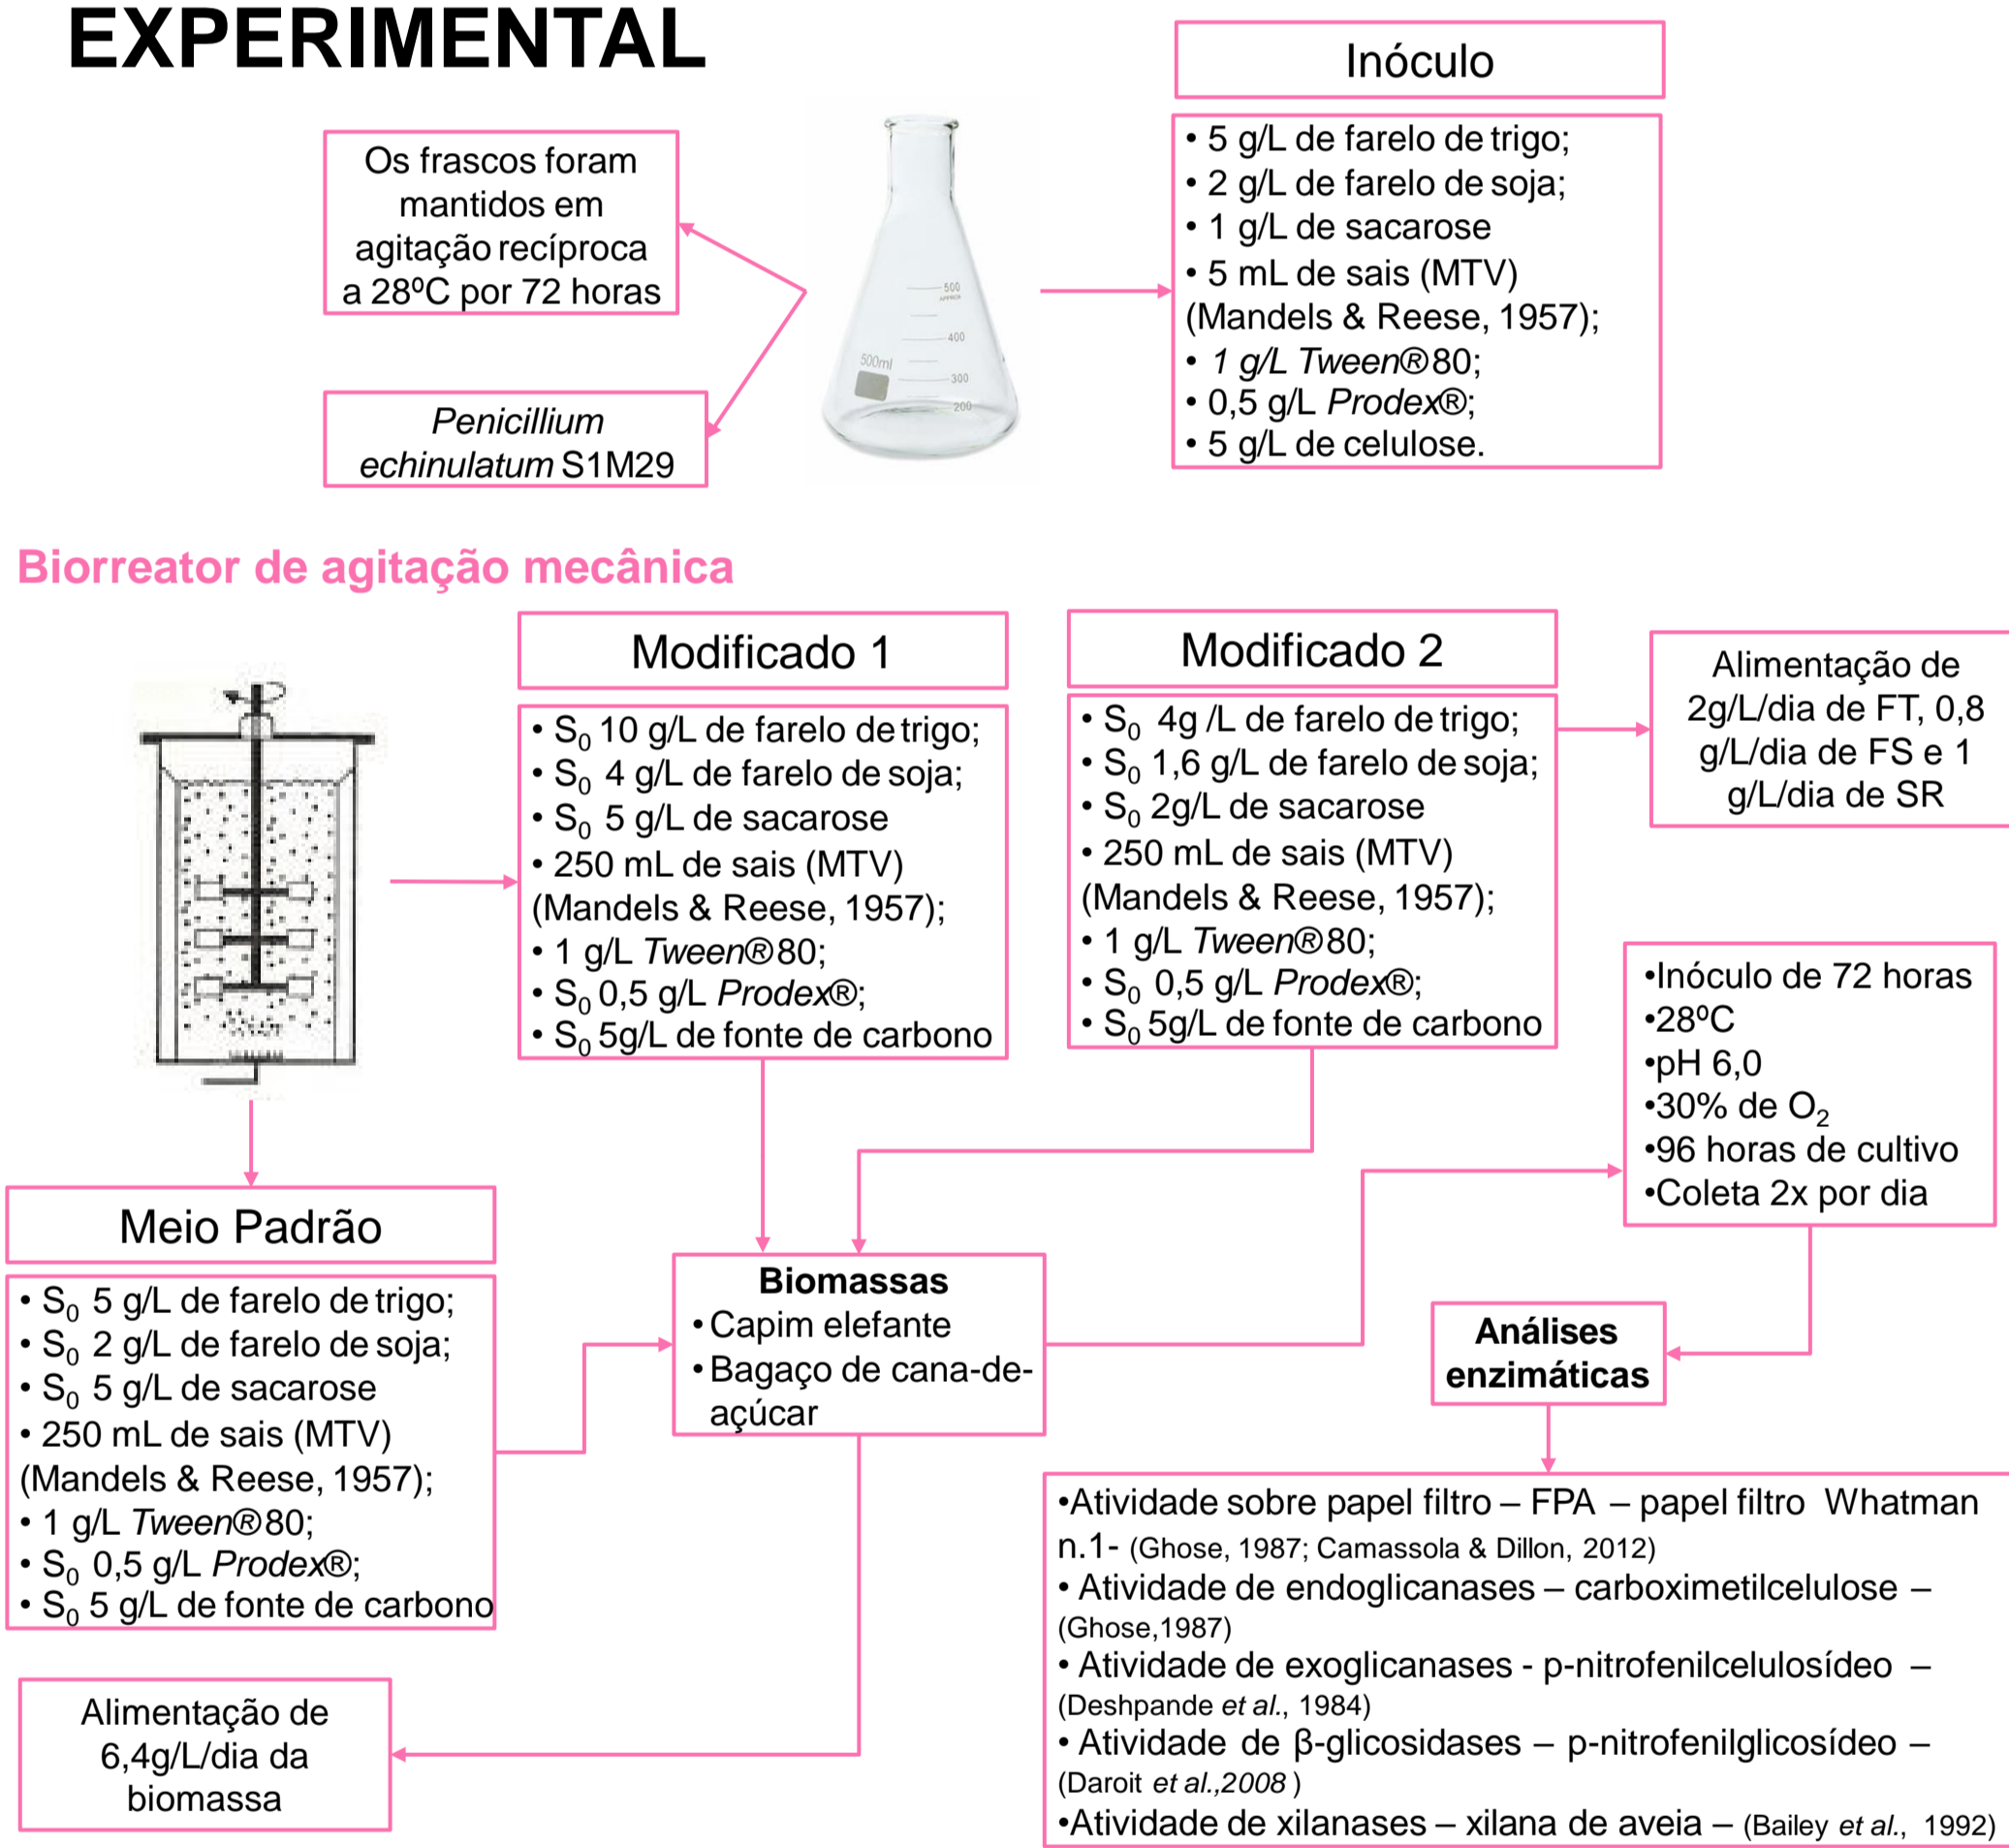 EXPERIMENTAL
Inóculo
• 5 g/L de farelo de trigo;
• 2 g/L de farelo de soja;
• 1 g/L de sacarose
• 5 mL de sais (MTV)
(Mandels & Reese, 1957);
• 1 g/L Tween®80;
• 0,5 g/L Prodex®;
• 5 g/L de celulose.
Os frascos foram
mantidos em
agitação recíproca
a 28ºC por 72 horas
Penicillium
echinulatum S1M29
500
APPROX
400
500ml
300
200
Biorreator de agitação mecânica
Modificado 1
• S₀ 10 g/L de farelo de trigo;
• S₀ 4 g/L de farelo de soja;
• S₀ 5 g/L de sacarose
• 250 mL de sais (MTV)
(Mandels & Reese, 1957);
• 1 g/L Tween®80;
• S₀ 0,5 g/L Prodex®;
• S₀ 5g/L de fonte de carbono
Modificado 2
• S₀ 4g /L de farelo de trigo;
• S₀ 1,6 g/L de farelo de soja;
• S₀ 2g/L de sacarose
• 250 mL de sais (MTV)
(Mandels & Reese, 1957);
• 1 g/L Tween®80;
• S₀ 0,5 g/L Prodex®;
• S₀ 5g/L de fonte de carbono
Alimentação de
2g/L/dia de FT, 0,8
g/L/dia de FS e 1
g/L/dia de SR
•Inóculo de 72 horas
•28ºC
•pH 6,0
•30% de O₂
•96 horas de cultivo
•Coleta 2x por dia
Meio Padrão
• S₀ 5 g/L de farelo de trigo;
• S₀ 2 g/L de farelo de soja;
• S₀ 5 g/L de sacarose
• 250 mL de sais (MTV)
(Mandels & Reese, 1957);
• 1 g/L Tween®80;
• S₀ 0,5 g/L Prodex®;
• S₀ 5 g/L de fonte de carbono
Biomassas
• Capim elefante
• Bagaço de cana-de-
açúcar
Análises
enzimáticas
Alimentação de
6,4g/L/dia da
biomassa
•Atividade sobre papel filtro – FPA – papel filtro Whatman
n.1- (Ghose, 1987; Camassola & Dillon, 2012)
• Atividade de endoglicanases – carboximetilcelulose –
(Ghose,1987)
• Atividade de exoglicanases - p-nitrofenilcelulosídeo –
(Deshpande et al., 1984)
• Atividade de β-glicosidases – p-nitrofenilglicosídeo –
(Daroit et al.,2008 )
•Atividade de xilanases – xilana de aveia – (Bailey et al., 1992)